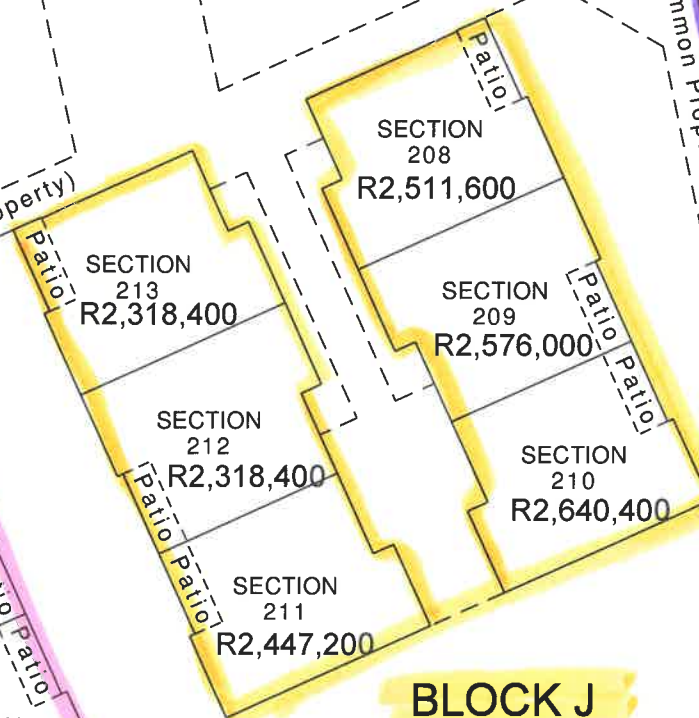 mmon Prop
Patio
SECTION
208
R2,511,600
operty)
Patio
SECTION
213
R2,318,400
SECTION
209
R2,576,000
Patio
Patio
SECTION
212
R2,318,400
Patio
SECTION
210
R2,640,400
Patio
SECTION
211
R2,447,200
Patio
BLOCK J